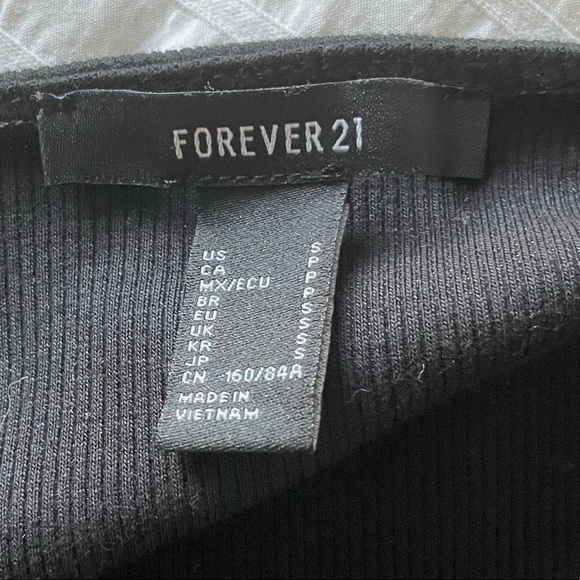 FOREVER 21
US S
CA P
MX/ECU P
BR P
EU S
UK S
KR S
JP S
CN 160/84A
MADE IN
VIETNAM